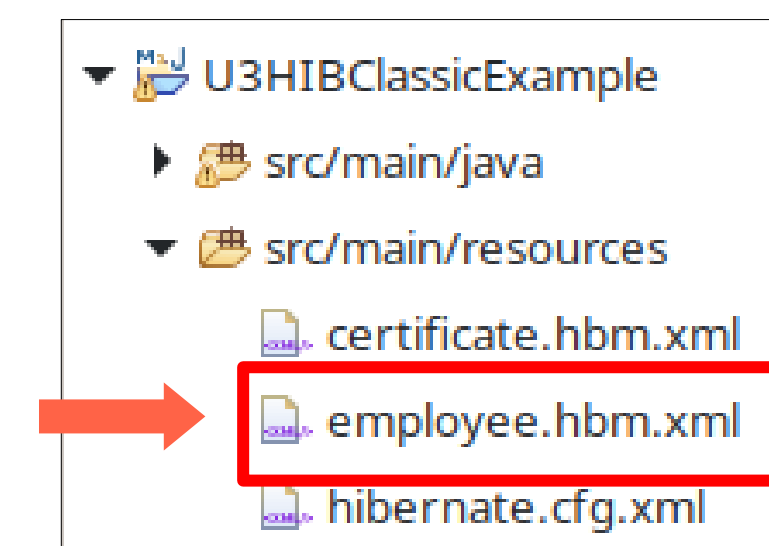 U3HIBClassicExample
src/main/java
src/main/resources
certificate.hbm.xml
employee.hbm.xml
hibernate.cfg.xml